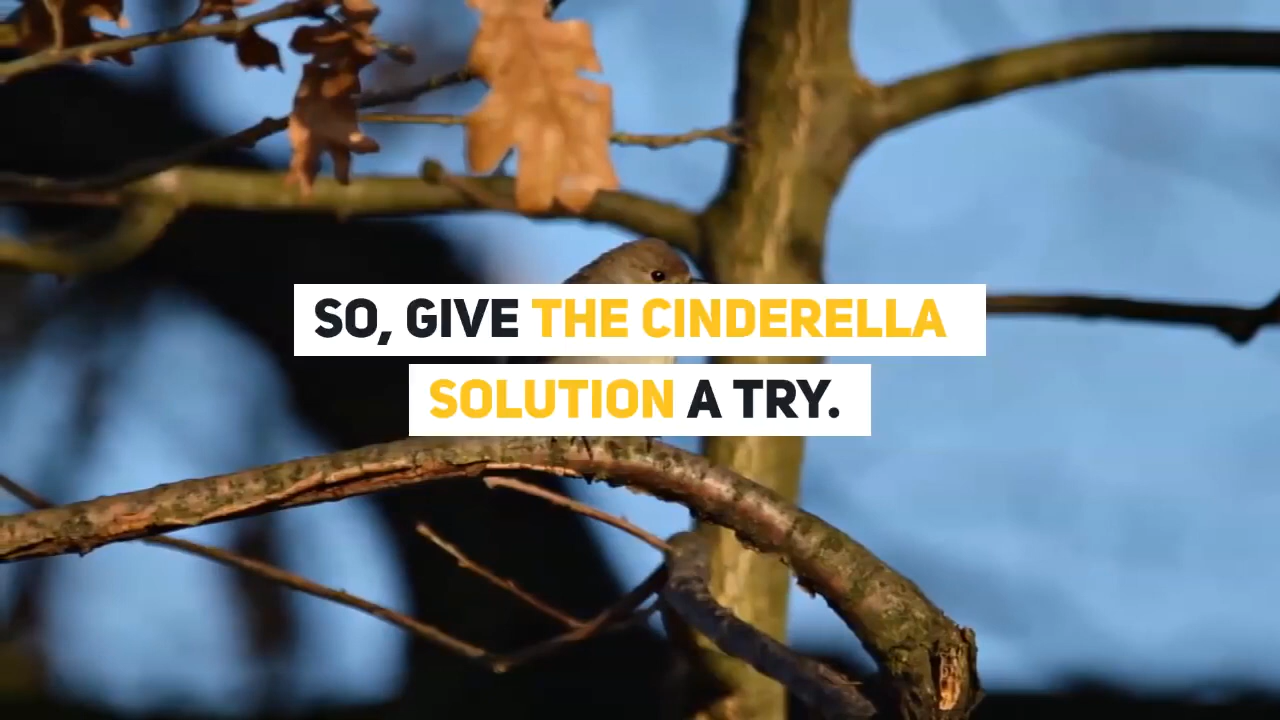 SO, GIVE THE CINDERELLA
SOLUTION A TRY.